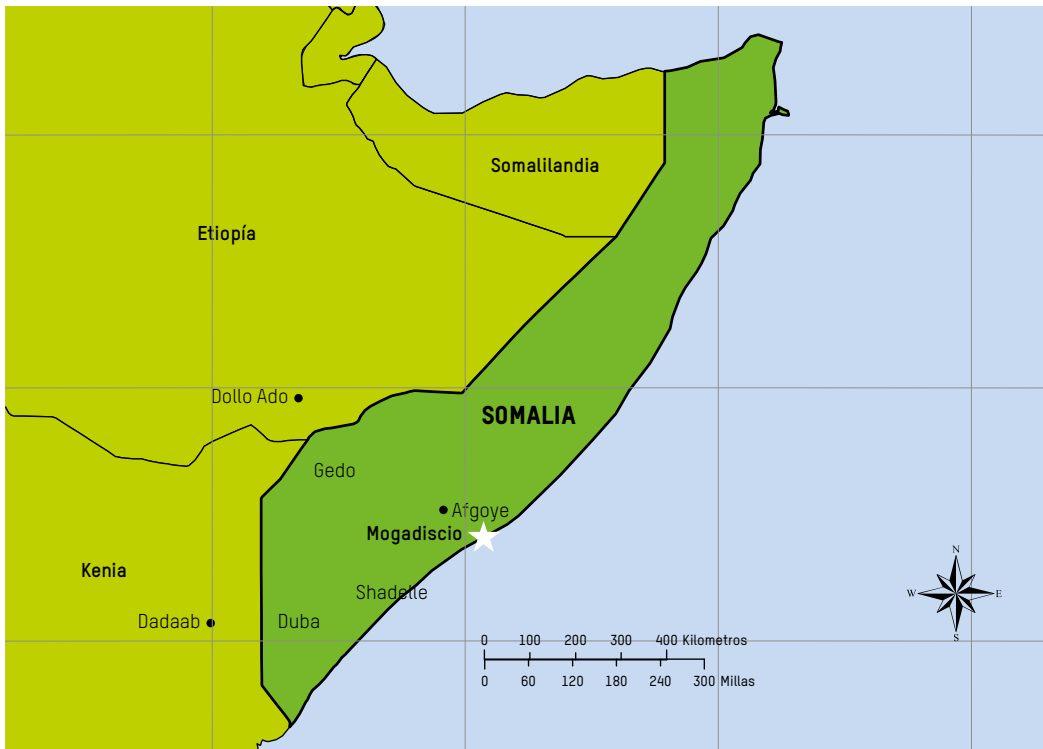 Somalilandia
Etiopía
Dollo Ado
SOMALIA
Gedo
Afgoye
Mogadiscio
Kenia
Shadelle
Dadaab
Duba
N
W E
S
0 100 200 300 400 Kilometros
0 60 120 180 240 300 Millas